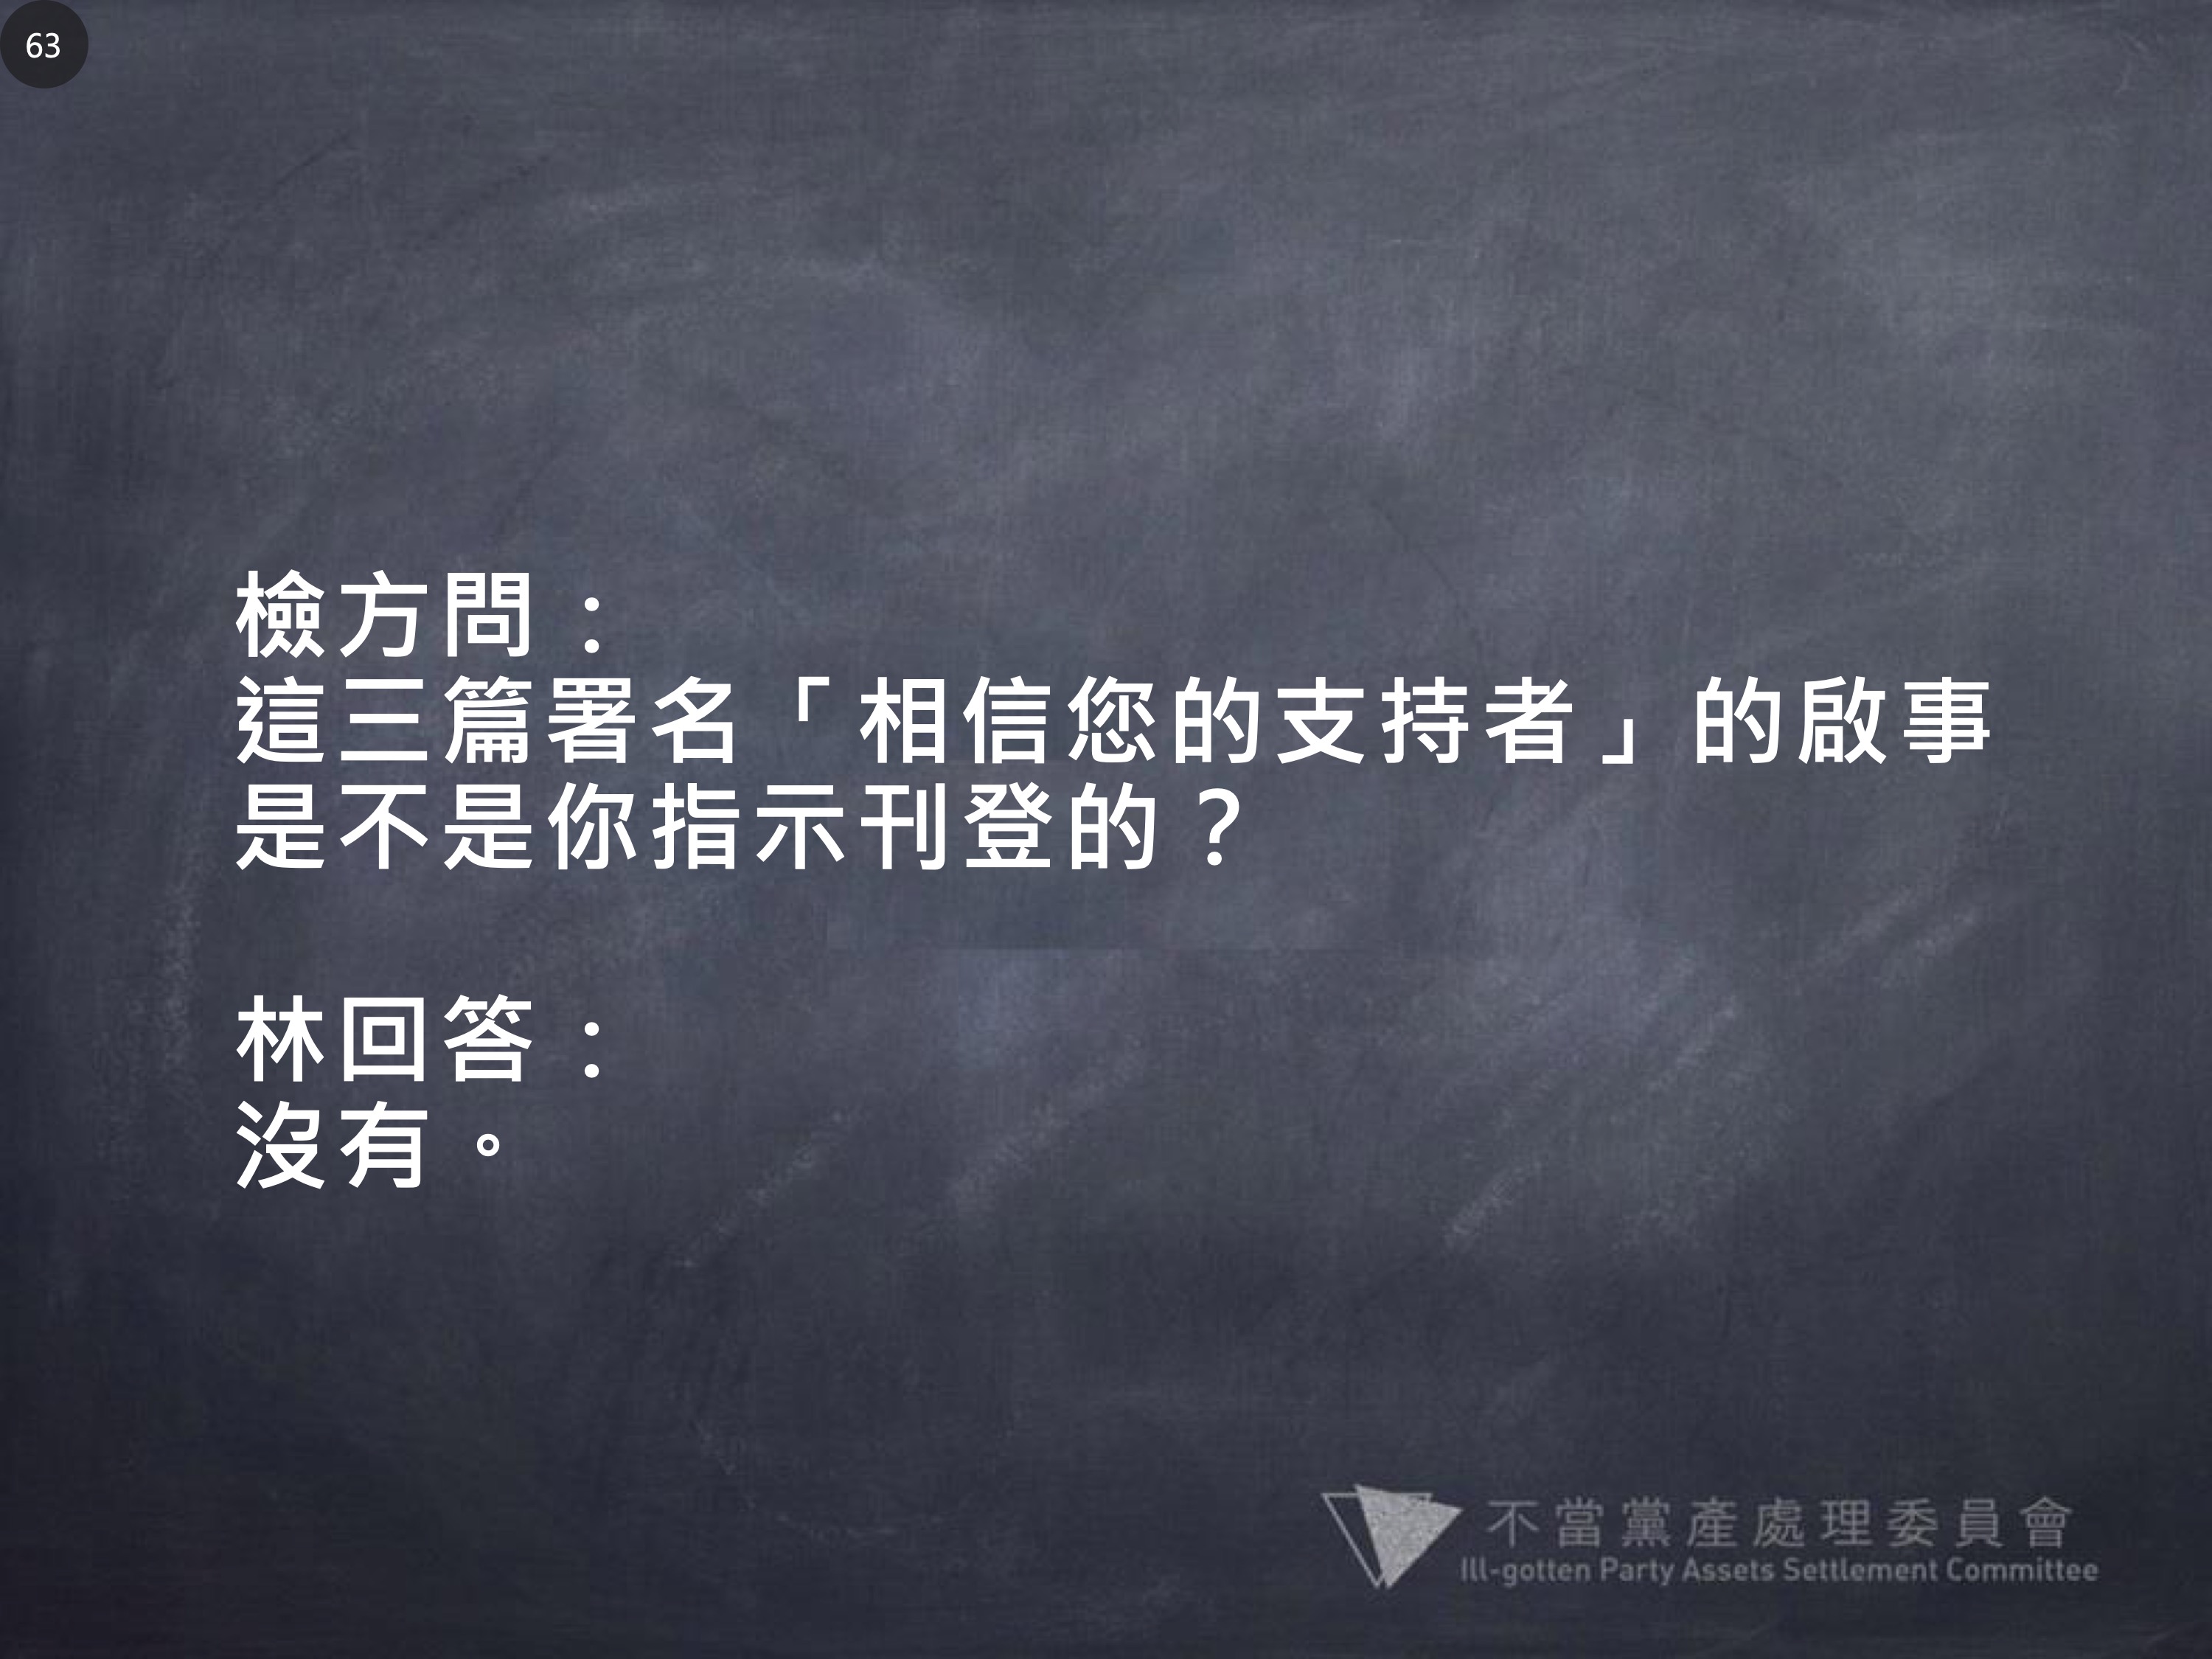 63
檢方問：
這三篇署名「相信您的支持者」的啟事
是不是你指示刊登的？
林回答：
沒有。
不當黨產處理委員會
Ill-gotten Party Assets Settlement Committee